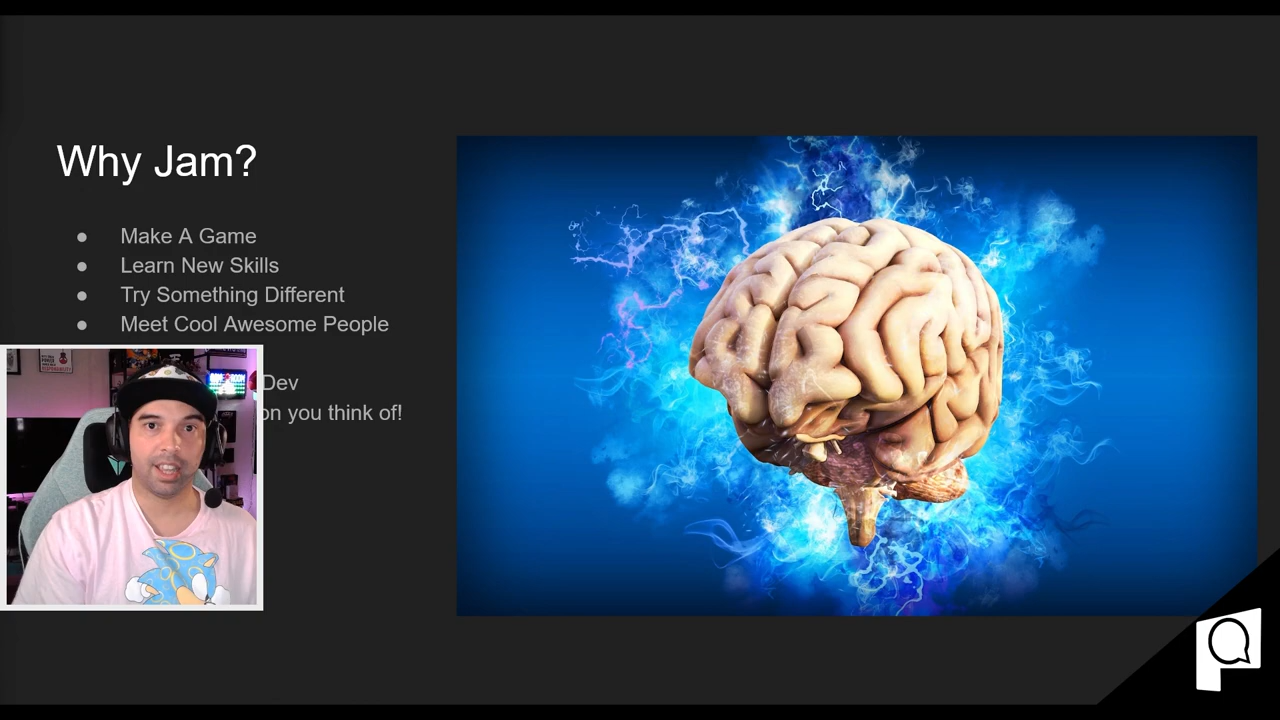 Why Jam?
Make A Game
Learn New Skills
Try Something Different
Meet Cool Awesome People
Dev
on you think of!